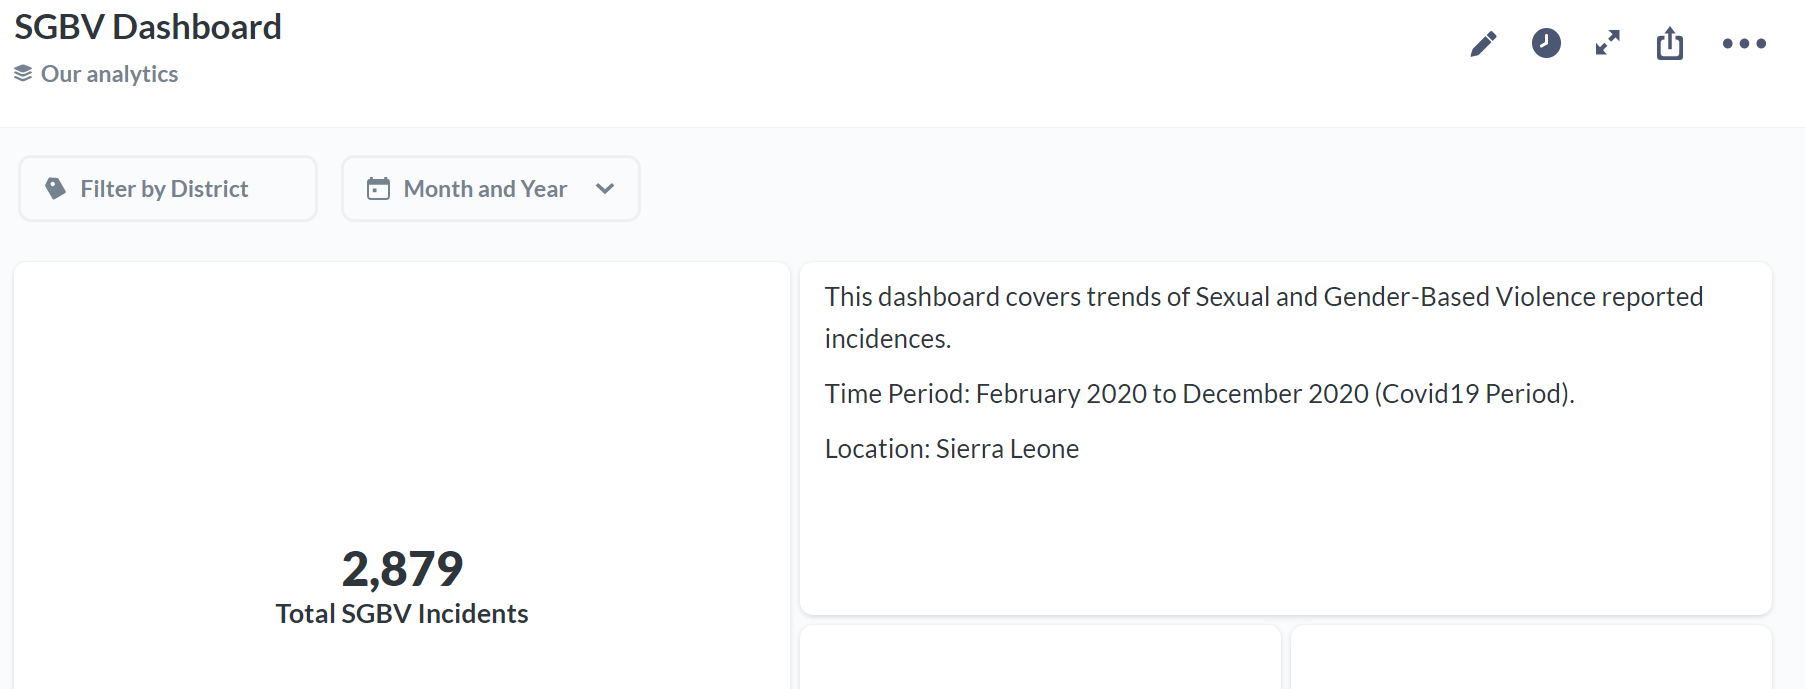 SGBV Dashboard
Our analytics
Filter by District
Month and Year
2,879
Total SGBV Incidents
This dashboard covers trends of Sexual and Gender-Based Violence reported
incidences.
Time Period: February 2020 to December 2020 (Covid19 Period).
Location: Sierra Leone